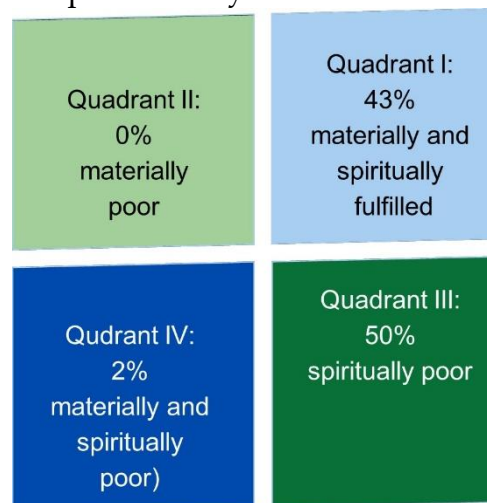 Quadrant II:
0%
materially
poor
Quadrant I:
43%
materially and
spiritually
fulfilled
Qudrant IV:
2%
materially and
spiritually
poor)
Quadrant III:
50%
spiritually poor